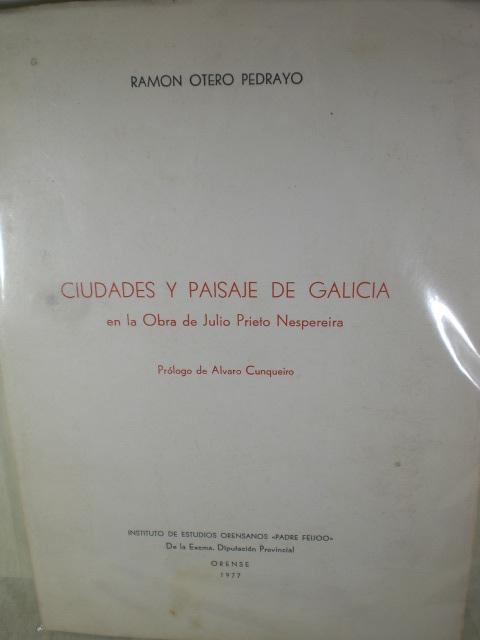 RAMON OTERO PEDRAYO
CIUDADES Y PAISAJE DE GALICIA
en la Obra de Julio Prieto Nespereira
Prólogo de Alvaro Cunqueiro
INSTITUTO DE ESTUDIOS ORENSANOS «PADRE FEIJOO»
De la Excma. Diputación Provincial
ORENSE
1977